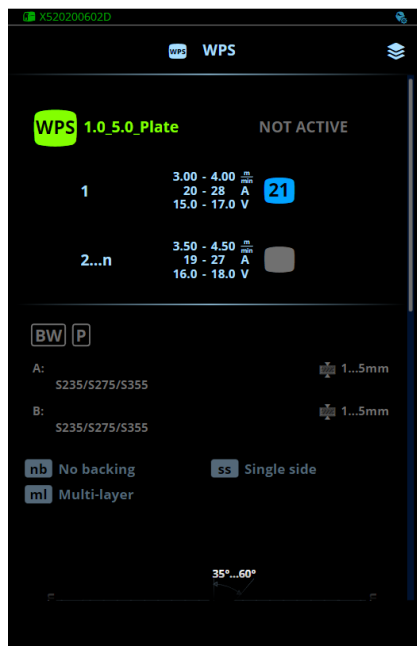 X520200602D
WPS WPS
WPS 1.0_5.0_Plate NOT ACTIVE
3.00 - 4.00 m/min
1 20 - 28 A 21
15.0 - 17.0 V
3.50 - 4.50 m/min
2...n 19 - 27 A
16.0 - 18.0 V
BW P
A: 1...5mm
S235/S275/S355
B: 1...5mm
S235/S275/S355
nb No backing ss Single side
ml Multi-layer
35°...60°